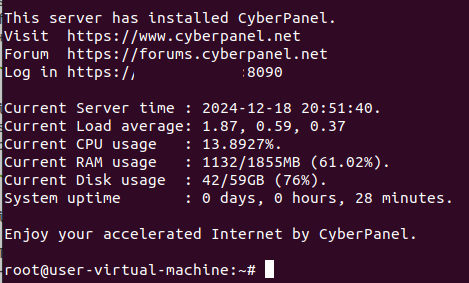 This server has installed CyberPanel.
Visit  https://www.cyberpanel.net
Forum  https://forums.cyberpanel.net
Log in https:/ :8090
Current Server time : 2024-12-18 20:51:40.
Current Load average: 1.87, 0.59, 0.37
Current CPU usage   : 13.8927%.
Current RAM usage   : 1132/1855MB (61.02%).
Current Disk usage  : 42/59GB (76%).
System uptime       : 0 days, 0 hours, 28 minutes.
Enjoy your accelerated Internet by CyberPanel.
root@user-virtual-machine:~#